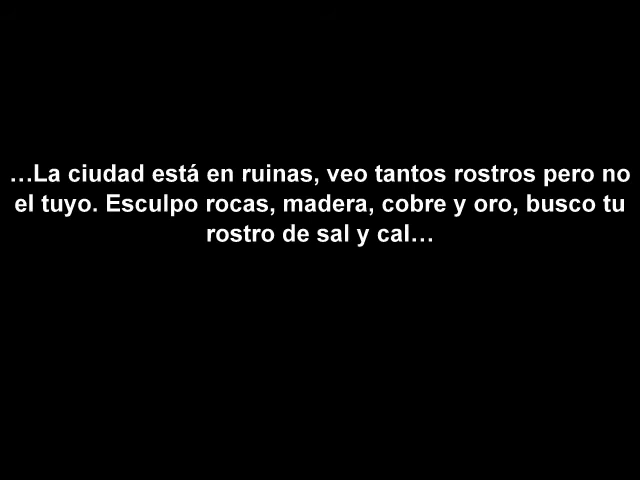 …La ciudad está en ruinas, veo tantos rostros pero no
el tuyo. Esculpo rocas, madera, cobre y oro, busco tu
rostro de sal y cal…